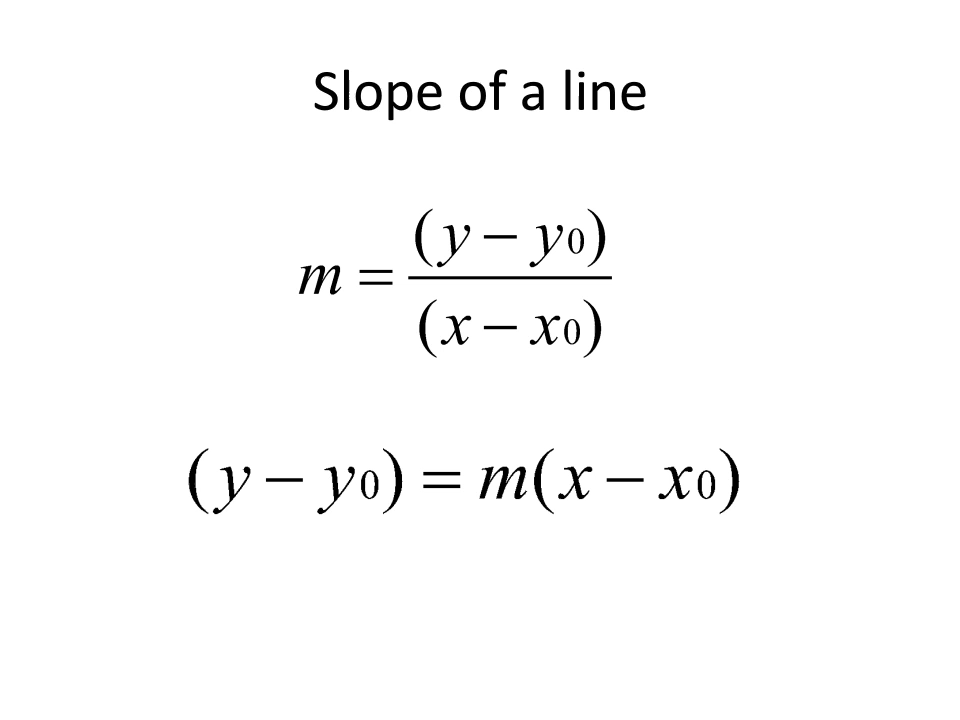 Slope of a line
m = (y − y₀) / (x − x₀)
(y − y₀) = m(x − x₀)